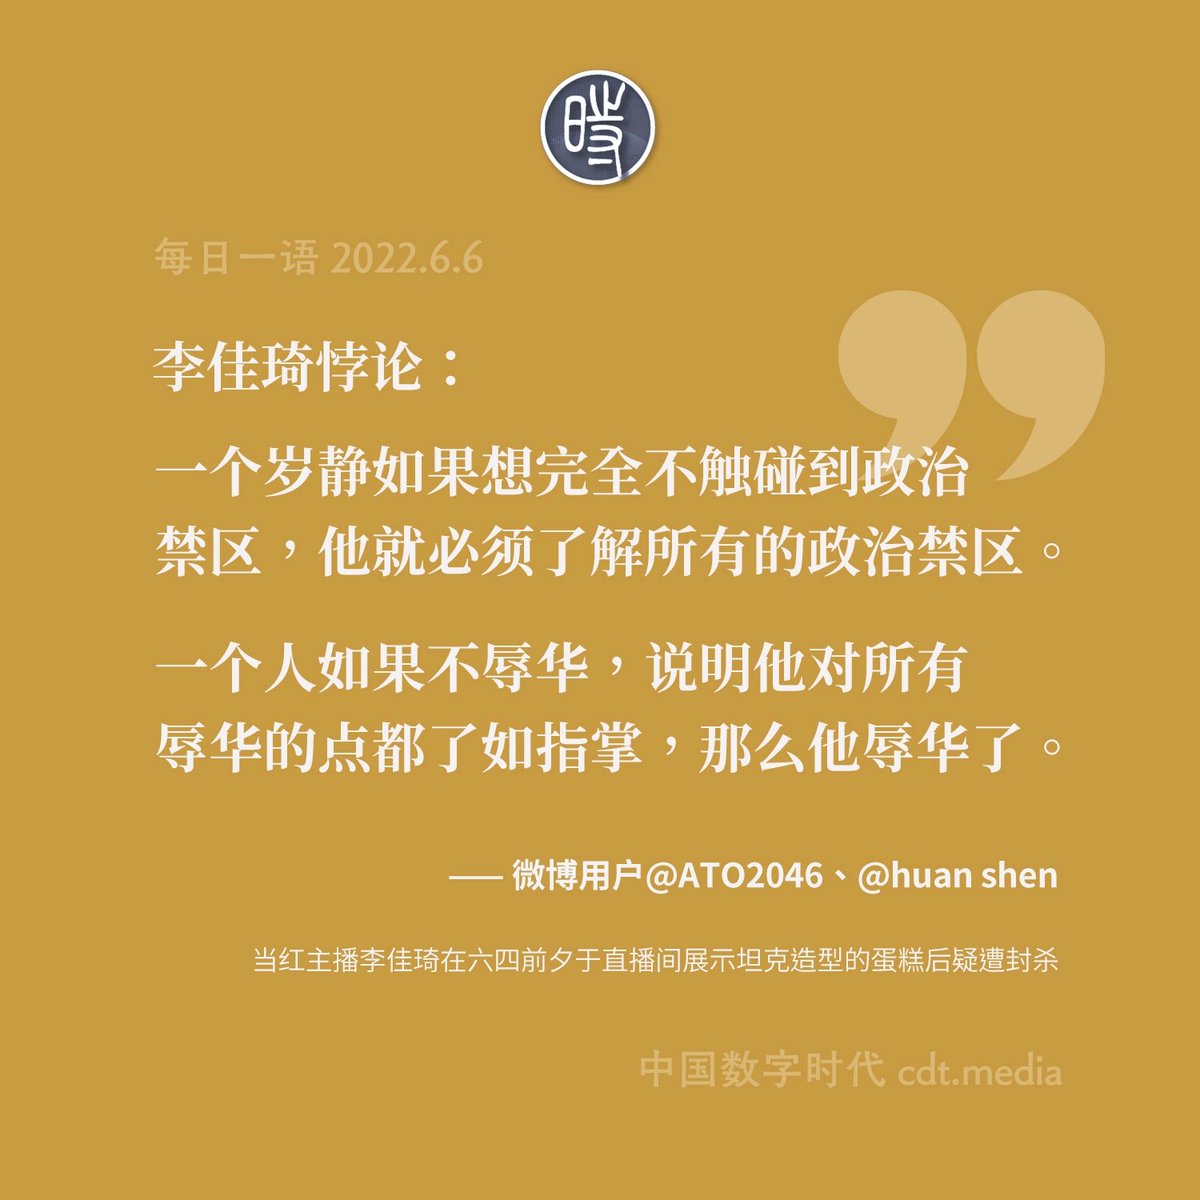 時
每日一语 2022.6.6
李佳琦悖论：
一个岁静如果想完全不触碰到政治
禁区，他就必须了解所有的政治禁区。
一个人如果不辱华，说明他对所有
辱华的点都了如指掌，那么他辱华了。
—— 微博用户@ATO2046、@huan shen
当红主播李佳琦在六四前夕于直播间展示坦克造型的蛋糕后疑遭封杀
中国数字时代 cdt.media